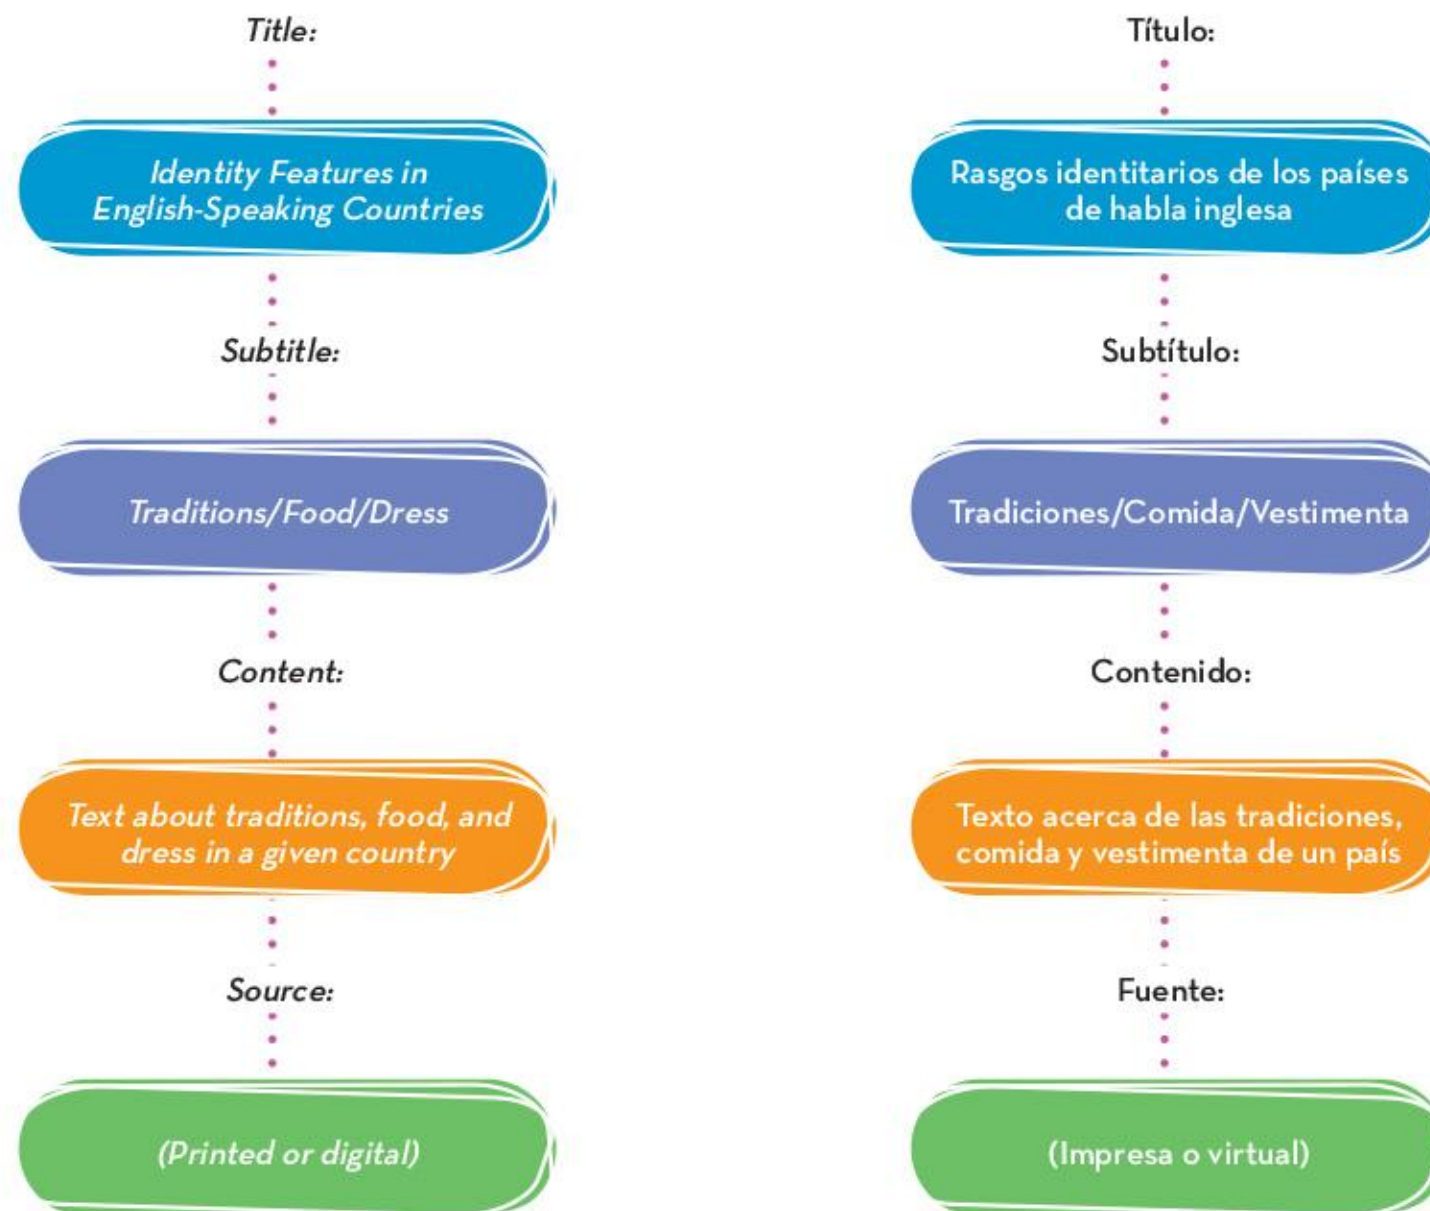 Title:
Identity Features in
English-Speaking Countries
Subtitle:
Traditions/Food/Dress
Content:
Text about traditions, food, and
dress in a given country
Source:
(Printed or digital)
Título:
Rasgos identitarios de los países
de habla inglesa
Subtítulo:
Tradiciones/Comida/Vestimenta
Contenido:
Texto acerca de las tradiciones,
comida y vestimenta de un país
Fuente:
(Impresa o virtual)